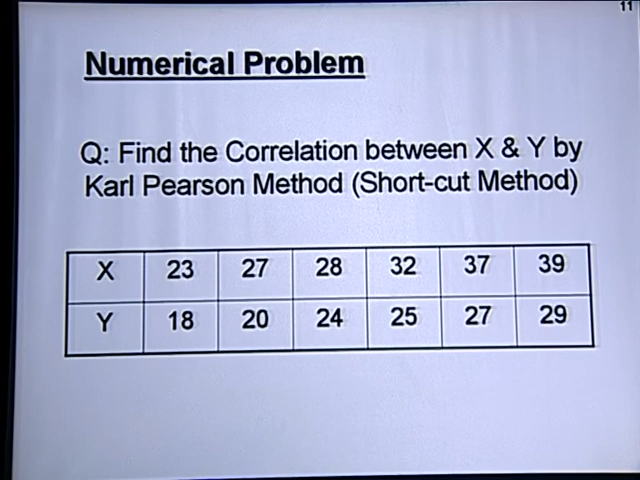 11
Numerical Problem
Q: Find the Correlation between X & Y by
Karl Pearson Method (Short-cut Method)
X 23 27 28 32 37 39
Y 18 20 24 25 27 29